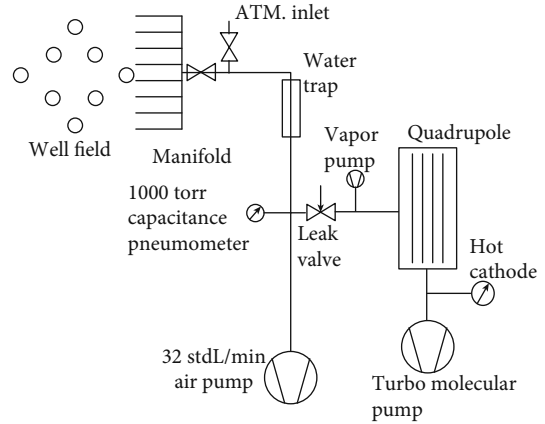 ATM. inlet
Water
trap
Well field
Manifold
Vapor
pump
Quadrupole
1000 torr
capacitance
pneumometer
Leak
valve
Hot
cathode
32 stdL/min
air pump
Turbo molecular
pump